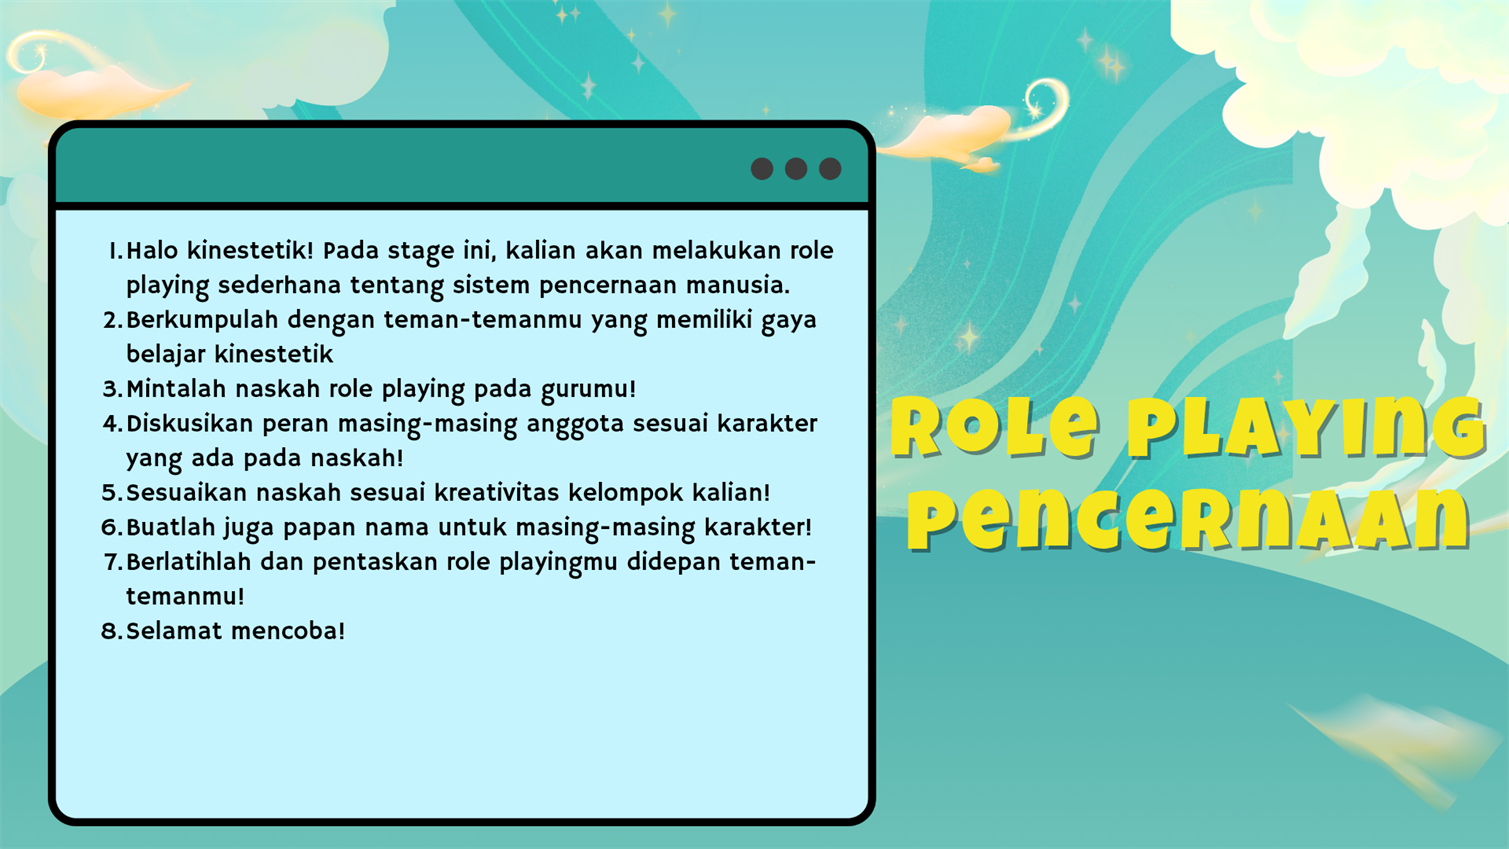 1. Halo kinestetik! Pada stage ini, kalian akan melakukan role
playing sederhana tentang sistem pencernaan manusia.
2. Berkumpulah dengan teman-temanmu yang memiliki gaya
belajar kinestetik
3. Mintalah naskah role playing pada gurumu!
4. Diskusikan peran masing-masing anggota sesuai karakter
yang ada pada naskah!
5. Sesuaikan naskah sesuai kreativitas kelompok kalian!
6. Buatlah juga papan nama untuk masing-masing karakter!
7. Berlatihlah dan pentaskan role playingmu didepan teman-
temanmu!
8. Selamat mencoba!
ROLE PLAYING
PENCERNAAN